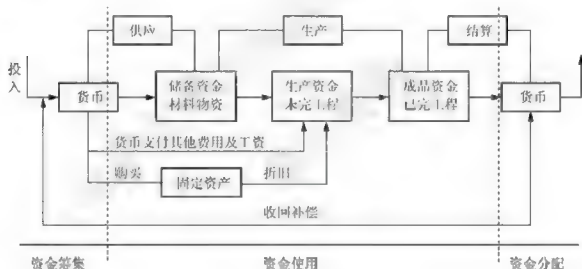 供应
生产
结算
投入
货币
储备资金
材料物资
生产资金
未完工程
成品资金
已完工程
货币
货币支付其他费用及工资
购买
固定资产
折旧
收回补偿
资金筹集
资金使用
资金分配